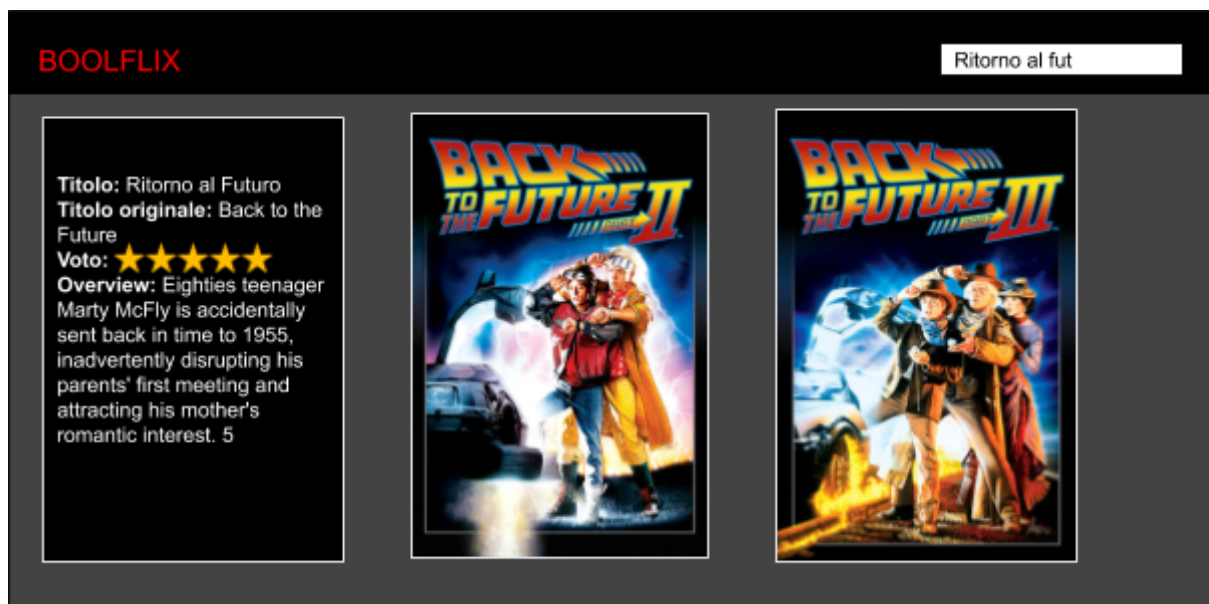 BOOLFLIX
Ritorno al fut
Titolo: Ritorno al Futuro
Titolo originale: Back to the
Future
Voto:
Overview: Eighties teenager
Marty McFly is accidentally
sent back in time to 1955,
inadvertently disrupting his
parents' first meeting and
attracting his mother's
romantic interest. 5
BACK
TO THE FUTURE
PART II
BACK
TO THE FUTURE
PART III